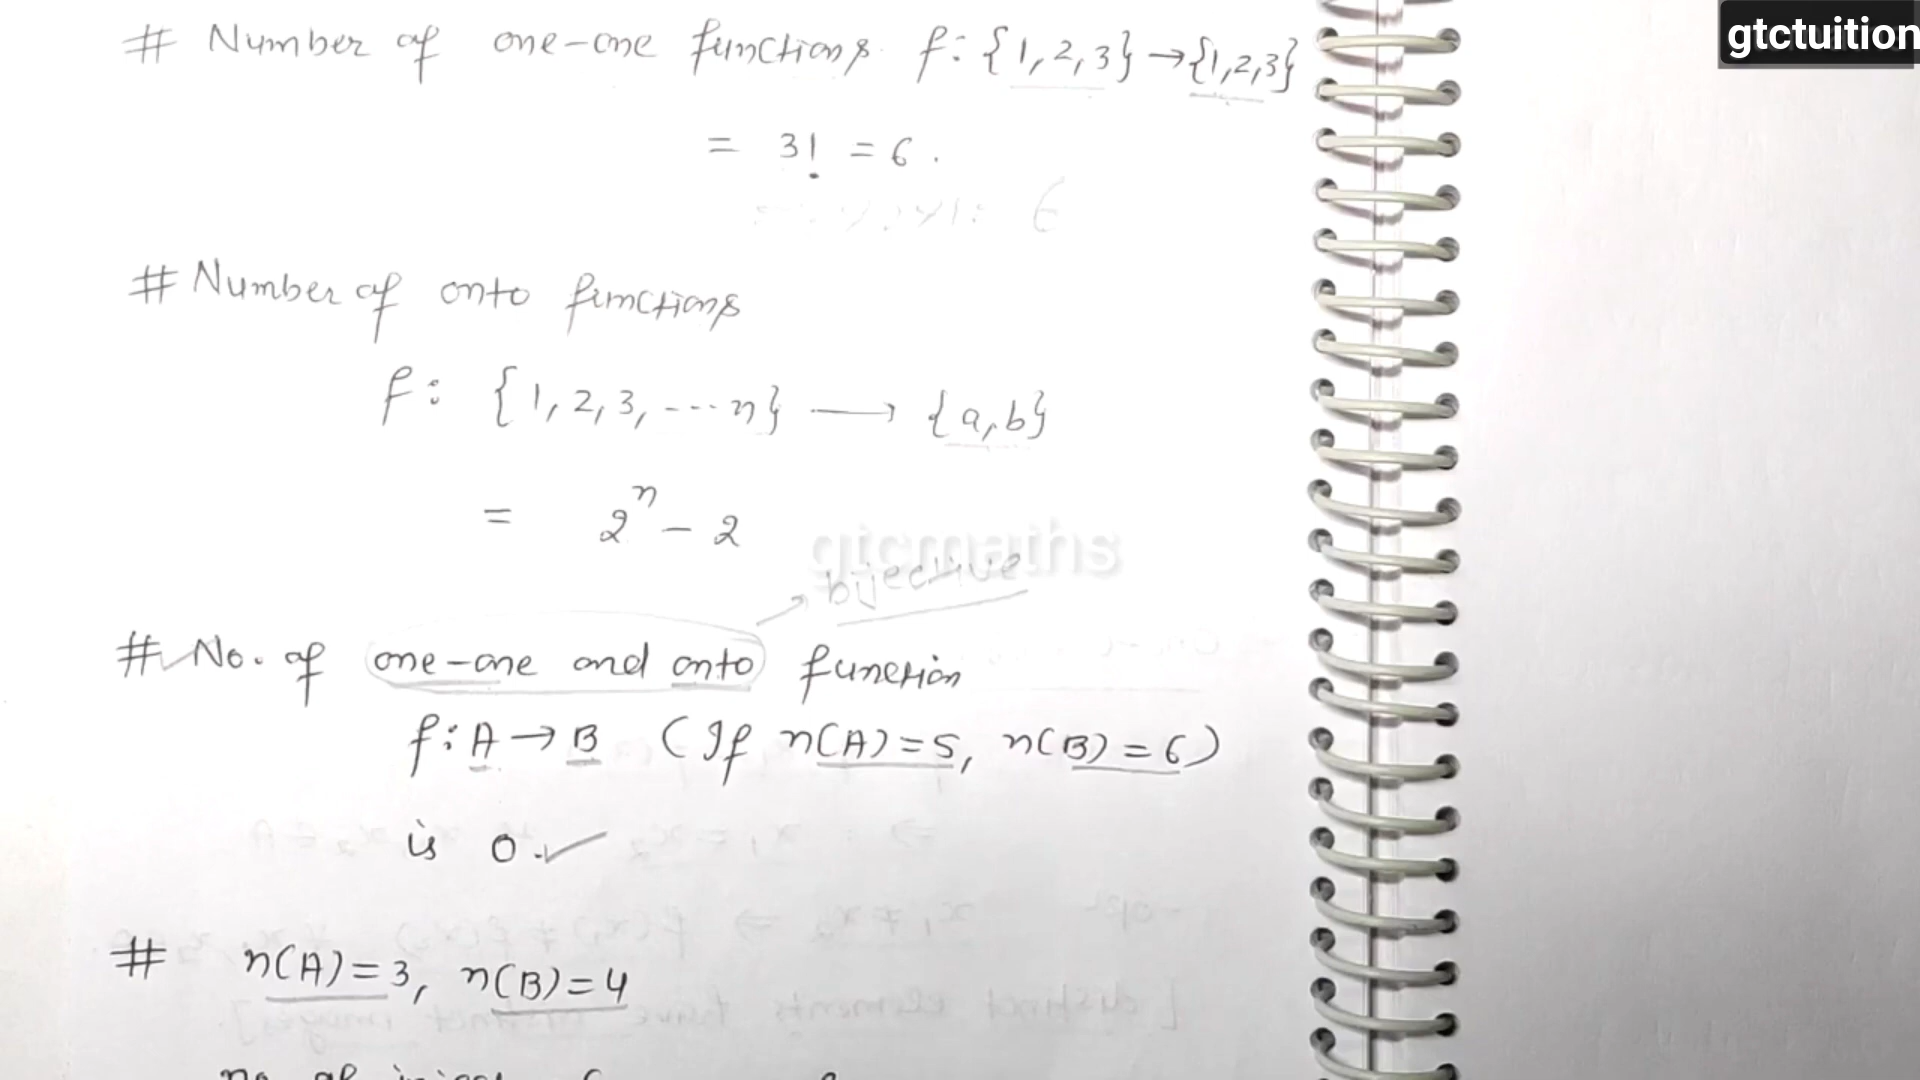 # Number of one-one functions f: {1,2,3} → {1,2,3}
gtctuition
= 3! = 6.
6
# Number of onto functions
f: {1, 2, 3, ---- n} ⟶ {a, b}
= 2ⁿ - 2
gtcmaths
bijective
# No. of one-one and onto function
f: A → B (If n(A) = 5, n(B) = 6)
is 0. ✓
# n(A) = 3, n(B) = 4